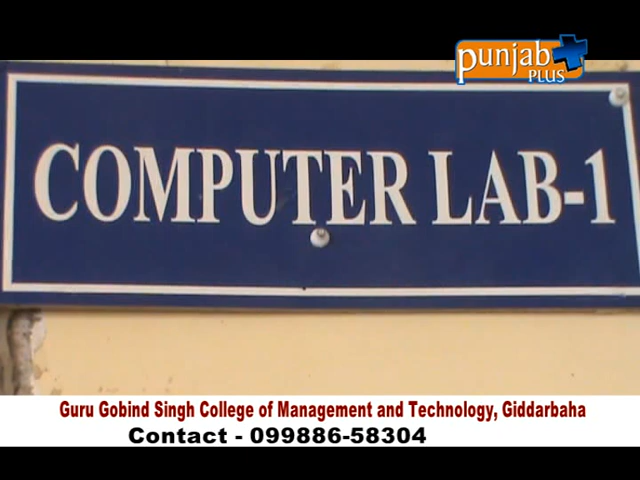 punjab
PLUS
COMPUTER LAB-1
Guru Gobind Singh College of Management and Technology, Giddarbaha
Contact - 099886-58304